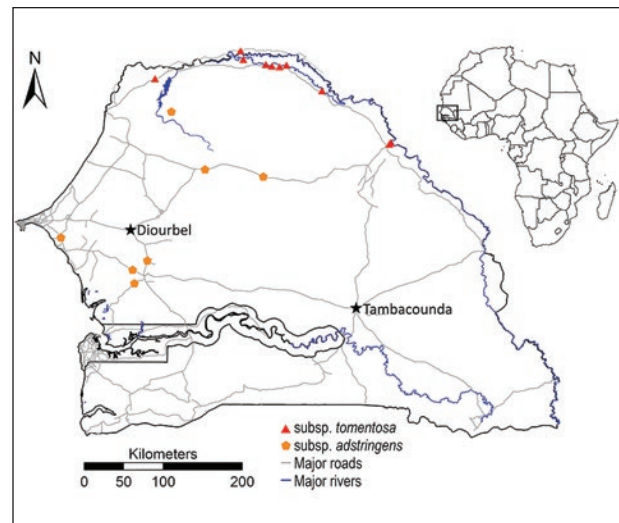 N
Diourbel
Tambacounda
subsp. tomentosa
subsp. adstringens
Major roads
Major rivers
Kilometers
0 50 100 200